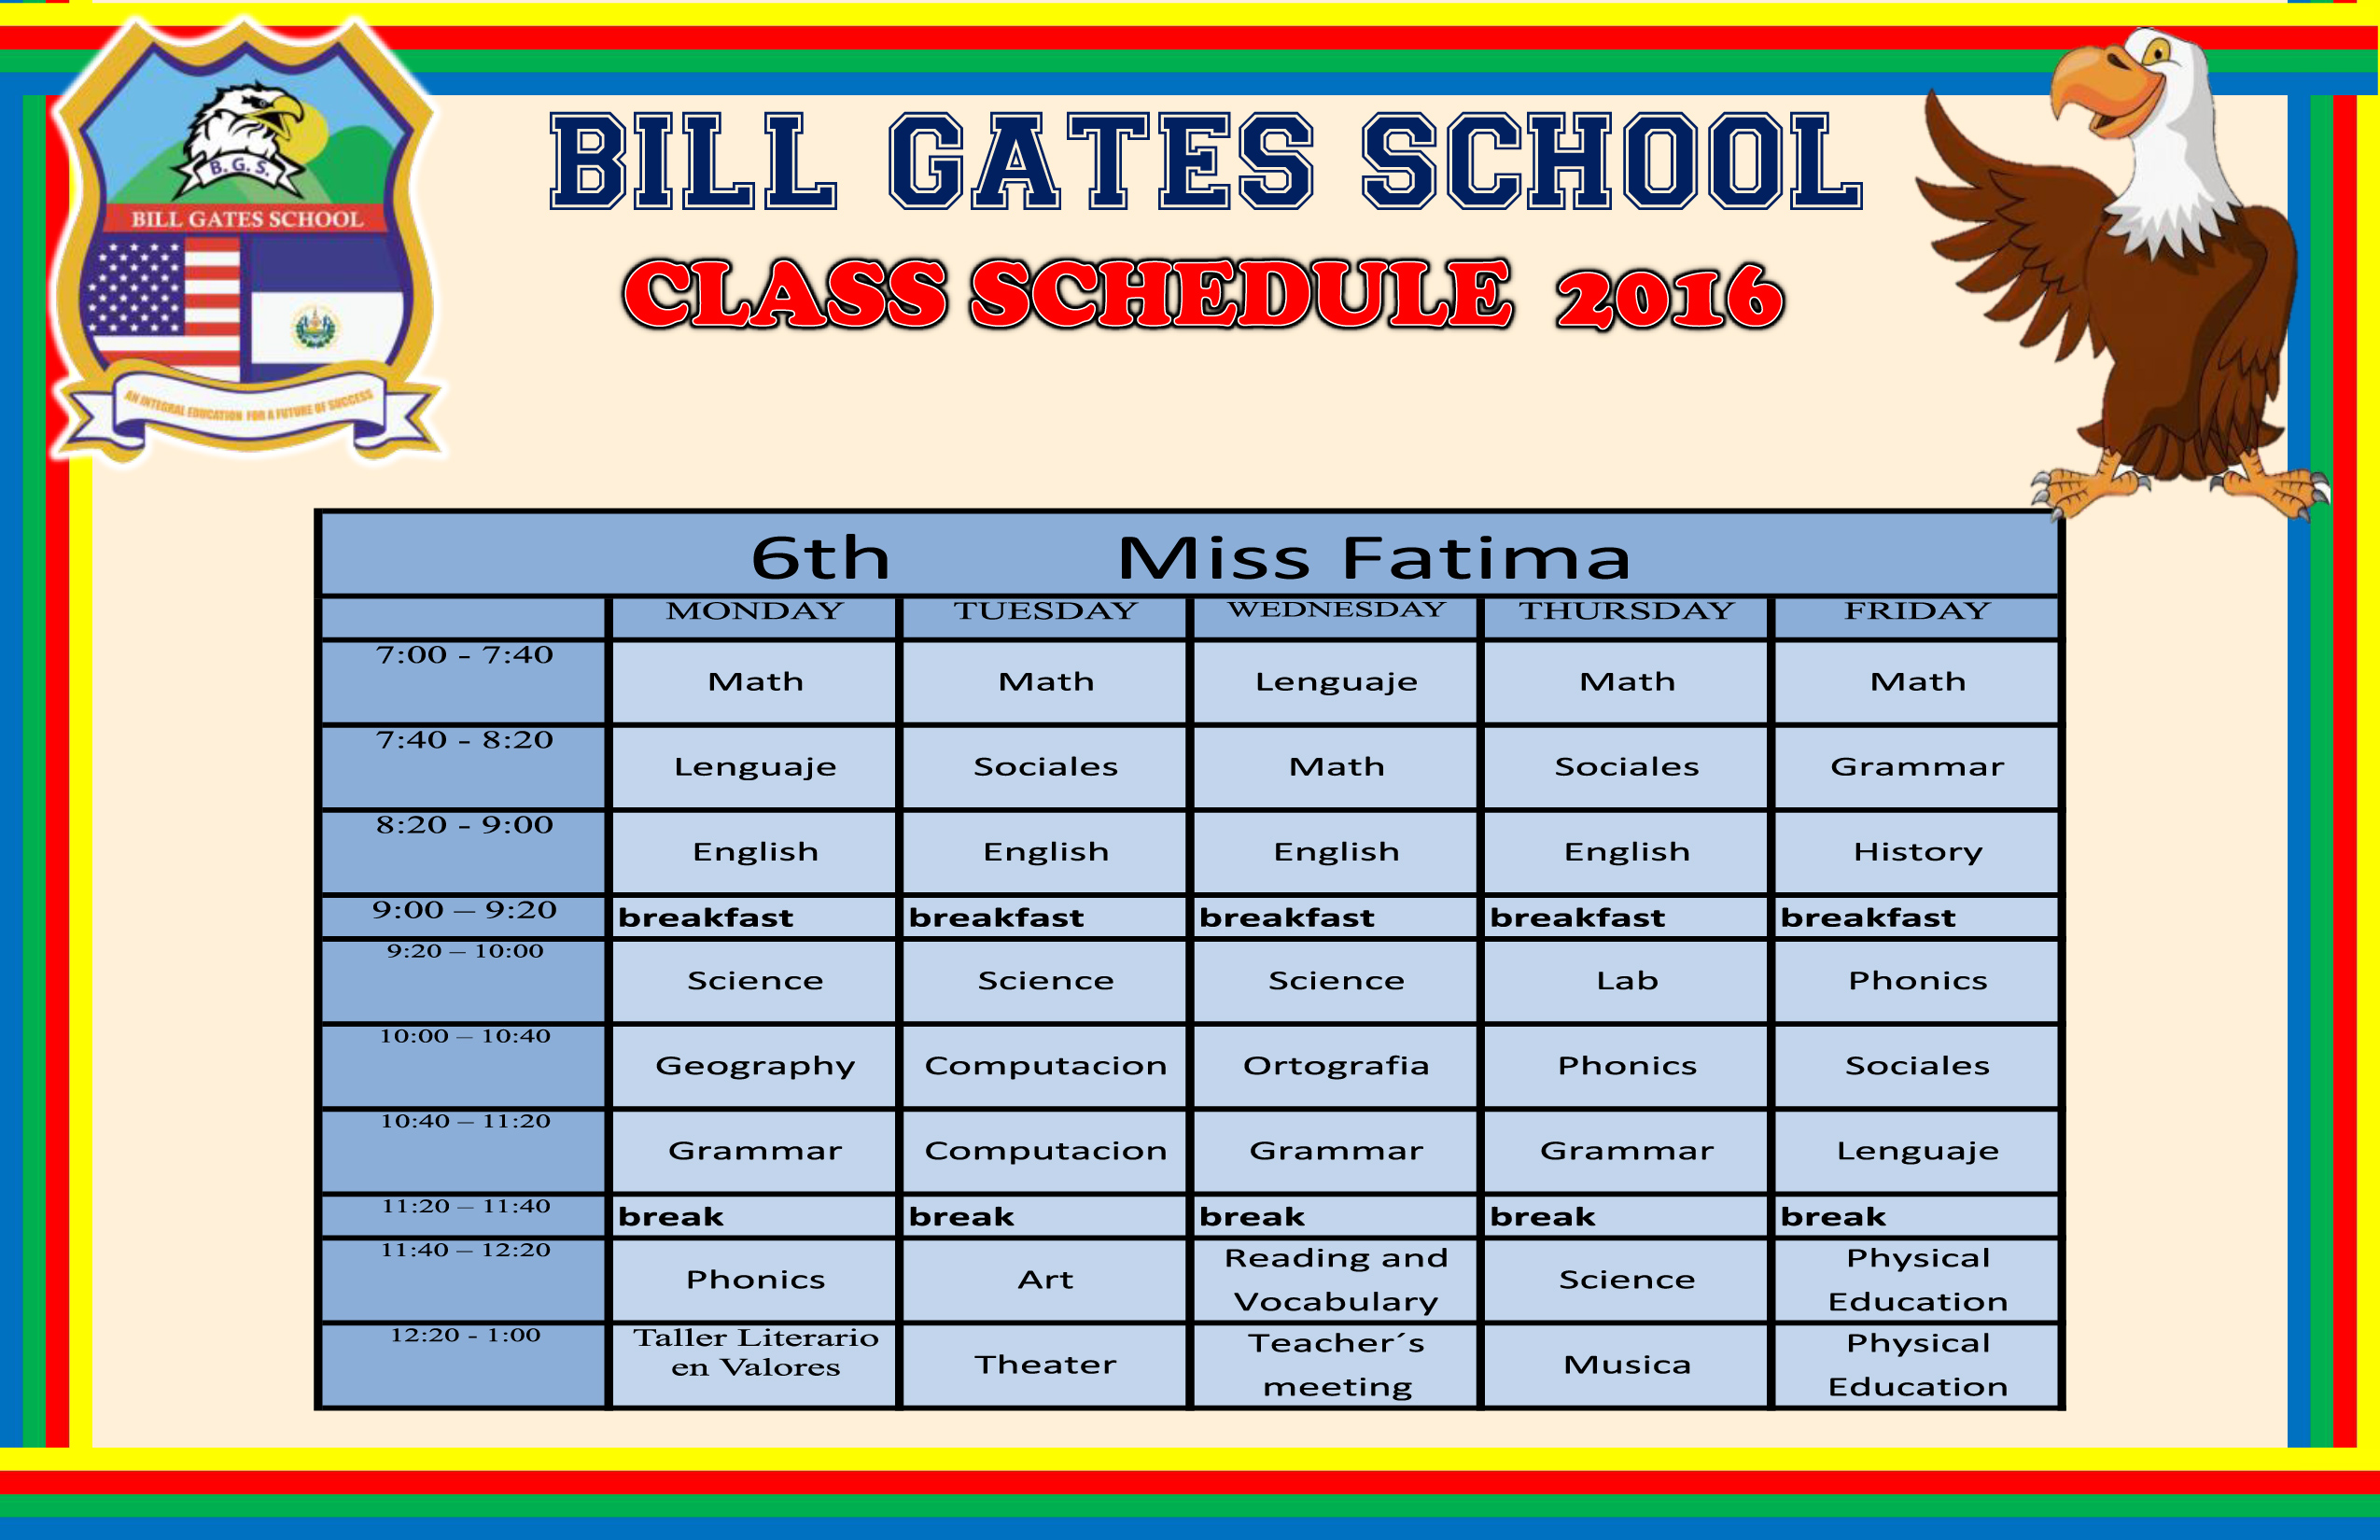 B. G. S.
BILL GATES SCHOOL
AN INTEGRAL EDUCATION FOR A FUTURE OF SUCCESS
BILL GATES SCHOOL
CLASS SCHEDULE 2016
6th Miss Fatima
MONDAY TUESDAY WEDNESDAY THURSDAY FRIDAY
7:00 - 7:40 Math Math Lenguaje Math Math
7:40 - 8:20 Lenguaje Sociales Math Sociales Grammar
8:20 - 9:00 English English English English History
9:00 – 9:20 breakfast breakfast breakfast breakfast breakfast
9:20 – 10:00 Science Science Science Lab Phonics
10:00 – 10:40 Geography Computacion Ortografia Phonics Sociales
10:40 – 11:20 Grammar Computacion Grammar Grammar Lenguaje
11:20 – 11:40 break break break break break
11:40 – 12:20 Phonics Art Reading and Vocabulary Science Physical Education
12:20 - 1:00 Taller Literario en Valores Theater Teacher´s meeting Musica Physical Education